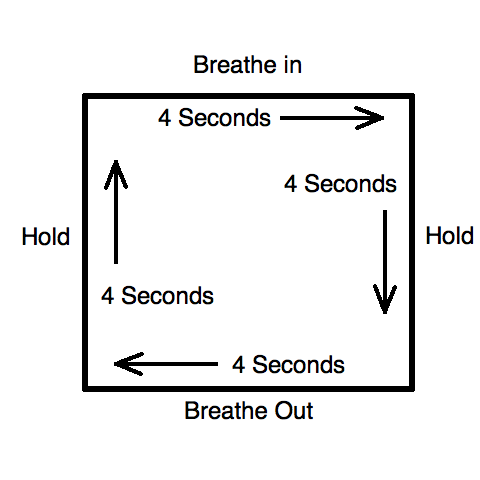 Breathe in
4 Seconds
4 Seconds
Hold
Hold
4 Seconds
4 Seconds
Breathe Out